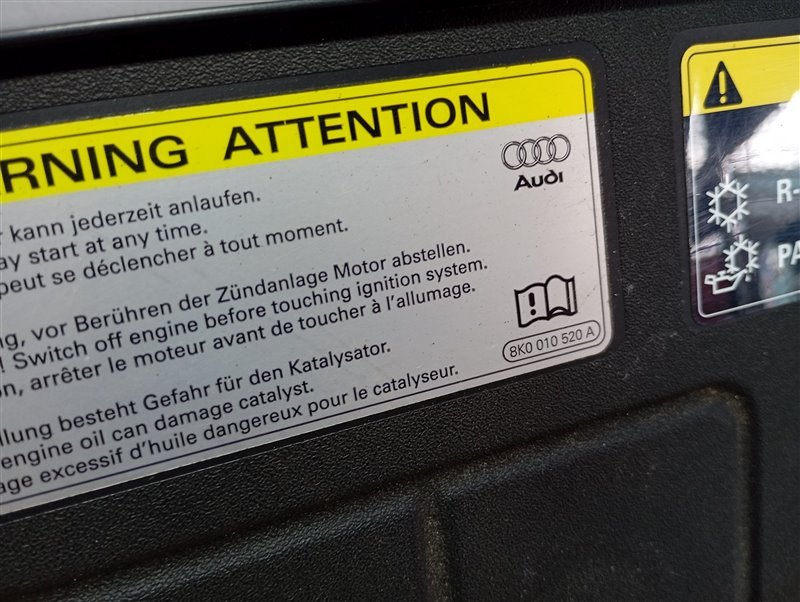 RNING ATTENTION
Audi
r kann jederzeit anlaufen.
ay start at any time.
peut se déclencher à tout moment.
ng, vor Berühren der Zündanlage Motor abstellen.
! Switch off engine before touching ignition system.
on, arrêter le moteur avant de toucher à l'allumage.
llung besteht Gefahr für den Katalysator.
engine oil can damage catalyst.
age excessif d'huile dangereux pour le catalyseur.
8K0 010 520 A
R-
PA